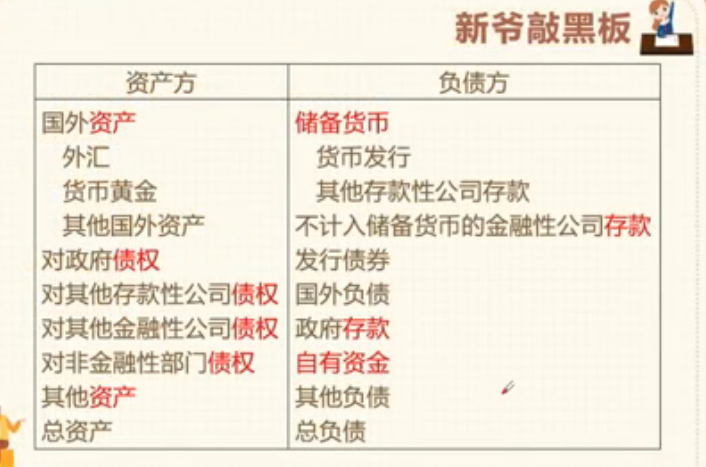 新爷敲黑板
资产方 负债方
国外资产 储备货币
外汇 货币发行
货币黄金 其他存款性公司存款
其他国外资产 不计入储备货币的金融性公司存款
对政府债权 发行债券
对其他存款性公司债权 国外负债
对其他金融性公司债权 政府存款
对非金融性部门债权 自有资金
其他资产 其他负债
总资产 总负债